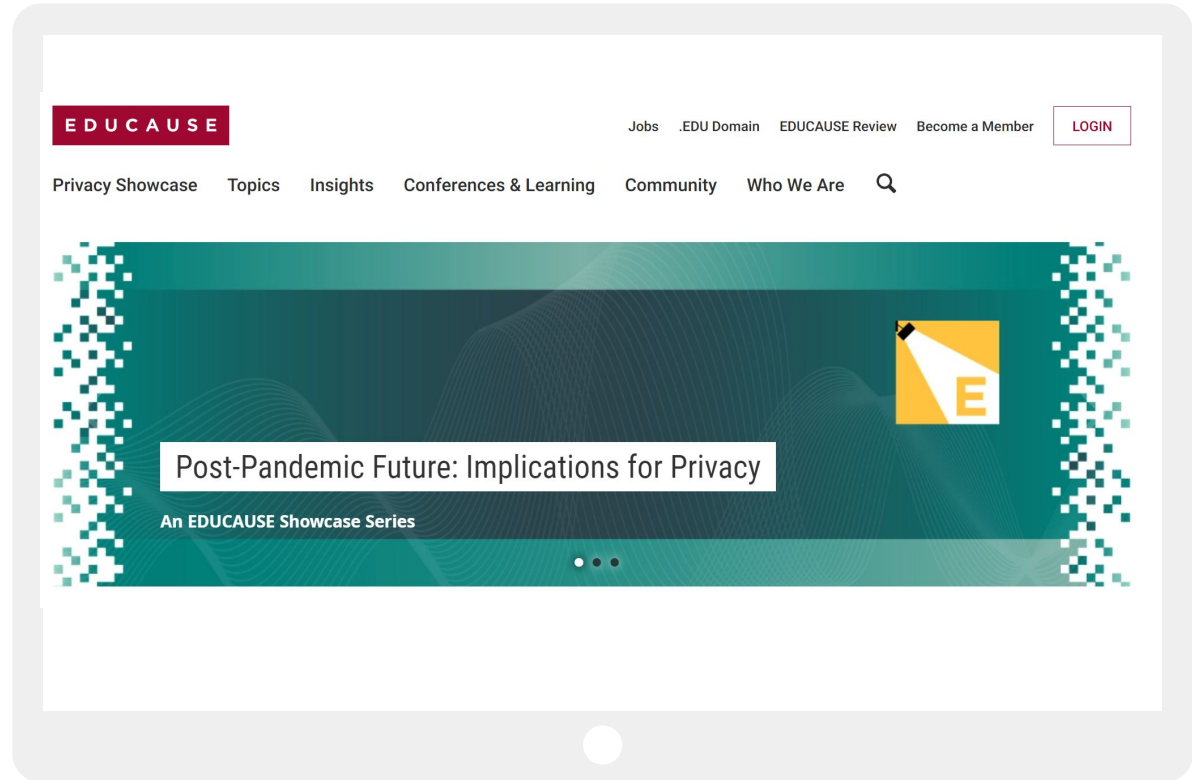 EDUCAUSE
Jobs .EDU Domain EDUCAUSE Review Become a Member LOGIN
Privacy Showcase Topics Insights Conferences & Learning Community Who We Are
E
Post-Pandemic Future: Implications for Privacy
An EDUCAUSE Showcase Series